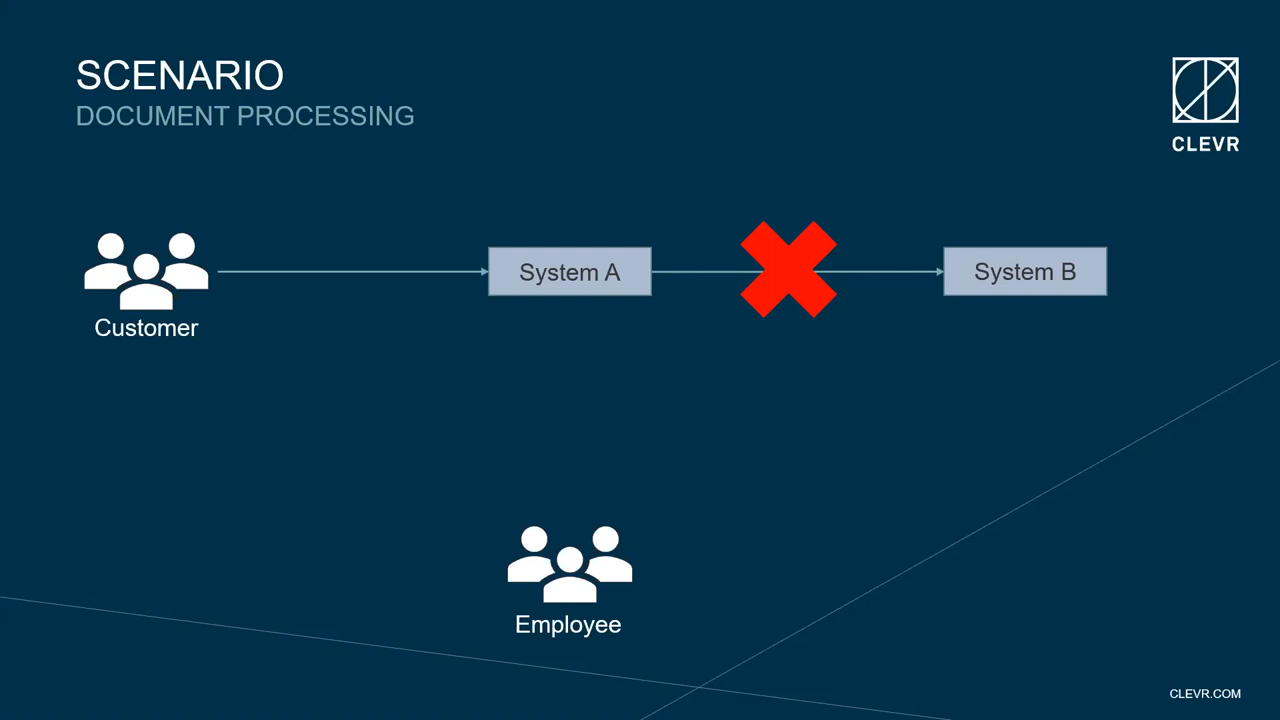 SCENARIO
DOCUMENT PROCESSING
CLEVR
System A
System B
Customer
Employee
CLEVR.COM